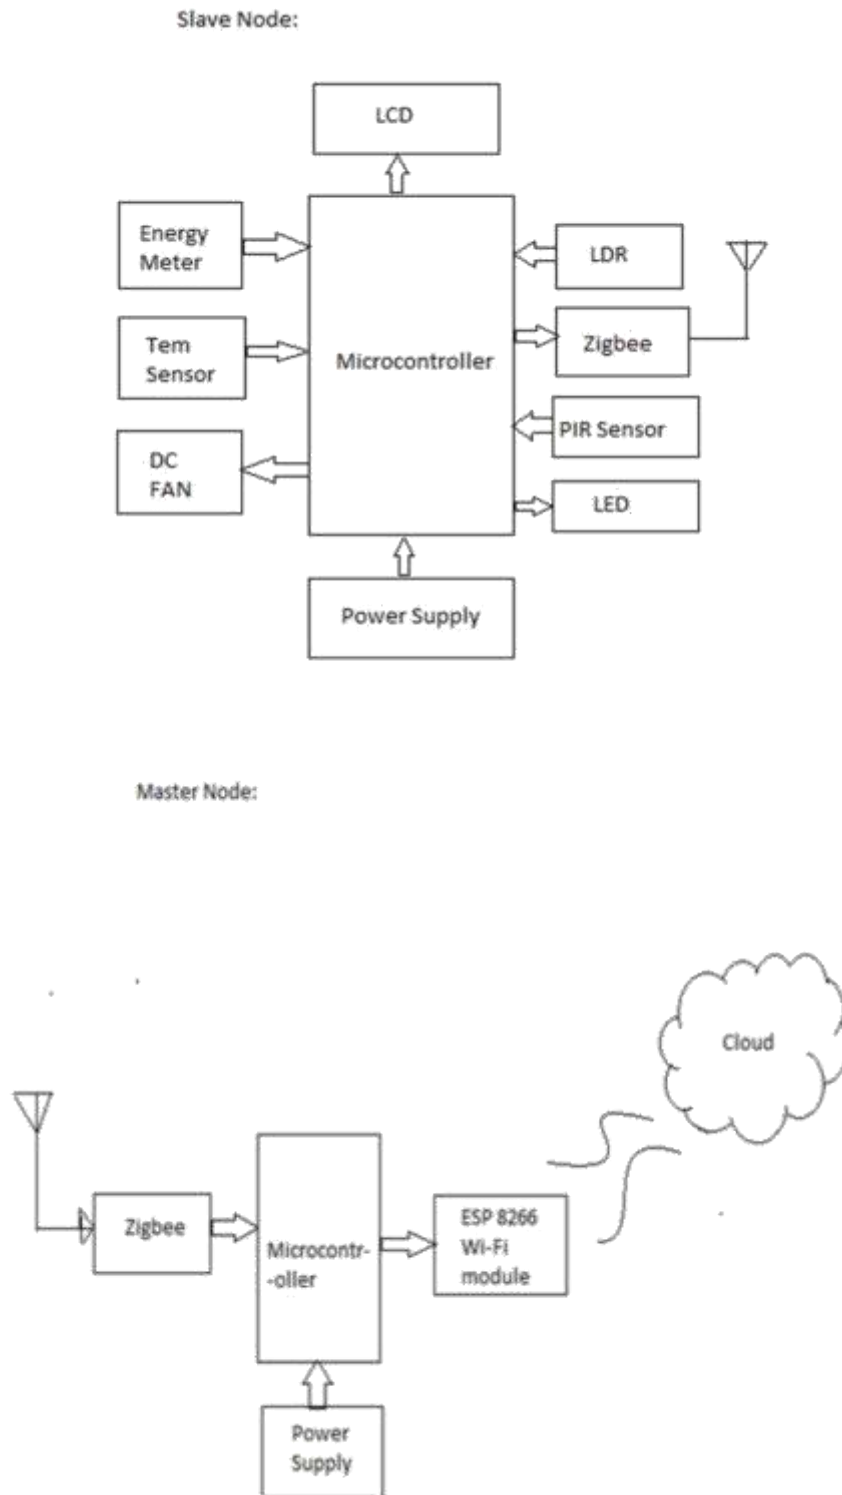 Slave Node:
LCD
Energy
Meter
LDR
Tem
Sensor
Microcontroller
Zigbee
DC
FAN
PIR Sensor
LED
Power Supply
Master Node:
Cloud
Zigbee
Microcontr-
-oller
ESP 8266
Wi-Fi
module
Power
Supply